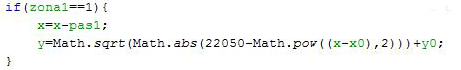 if(zona1==1){
x=x-pas1;
y=Math.sqrt(Math.abs(22050-Math.pow((x-x0),2)))+y0;
}